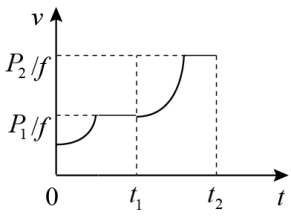 v
P₂/f
P₁/f
0 t₁ t₂ t